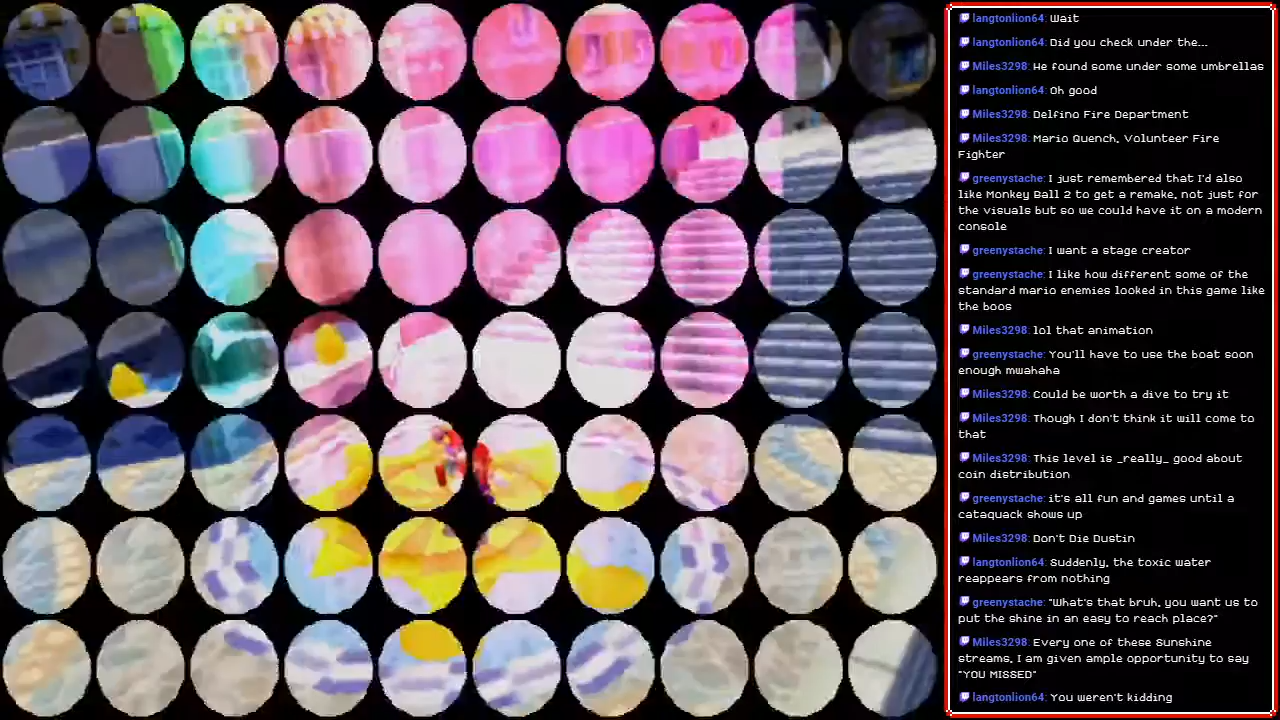 langtonlion64: Wait
langtonlion64: Did you check under the...
Miles3298: He found some under some umbrellas
langtonlion64: Oh good
Miles3298: Delfino Fire Department
Miles3298: Mario Quench, Volunteer Fire
Fighter
greenystache: I just remembered that I'd also
like Monkey Ball 2 to get a remake, not just for
the visuals but so we could have it on a modern
console
greenystache: I want a stage creator
greenystache: I like how different some of the
standard mario enemies looked in this game like
the boos
Miles3298: lol that animation
greenystache: You'll have to use the boat soon
enough mwahaha
Miles3298: Could be worth a dive to try it
Miles3298: Though I don't think it will come to
that
Miles3298: This level is _really_ good about
coin distribution
greenystache: it's all fun and games until a
cataquack shows up
Miles3298: Don't Die Dustin
langtonlion64: Suddenly, the toxic water
reappears from nothing
greenystache: "What's that bruh, you want us to
put the shine in an easy to reach place?"
Miles3298: Every one of these Sunshine
streams, I am given ample opportunity to say
"YOU MISSED"
langtonlion64: You weren't kidding